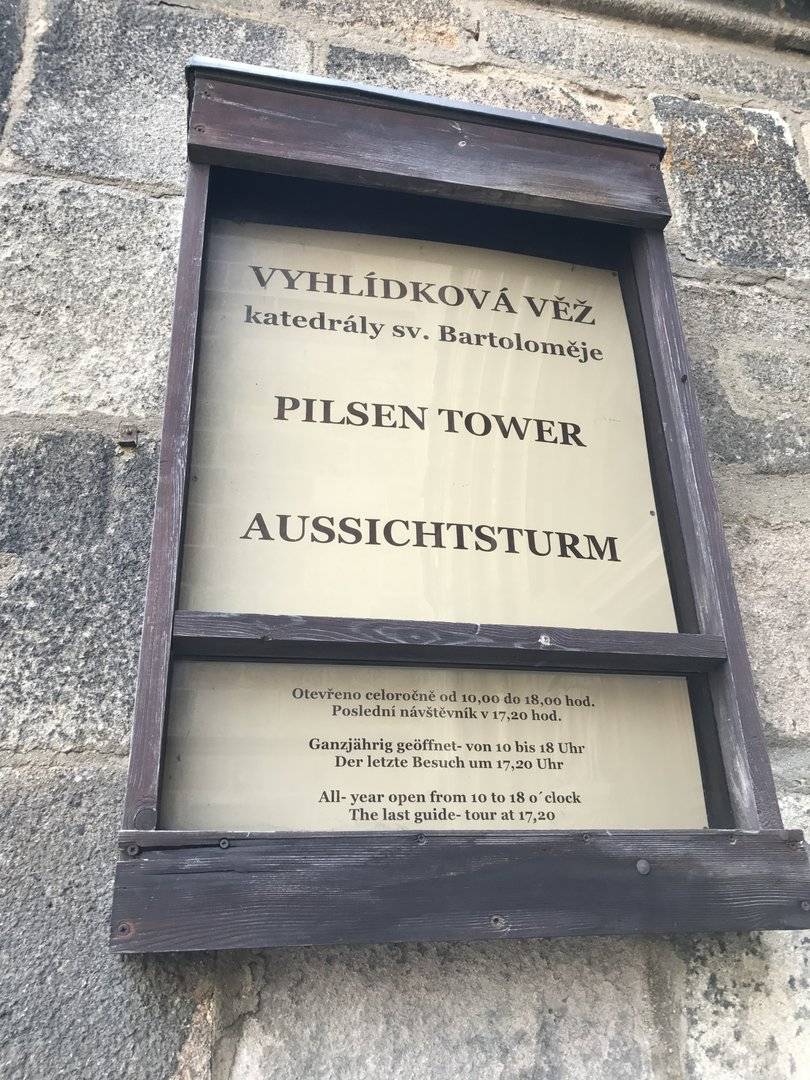 VYHLÍDKOVÁ VĚŽ
katedrály sv. Bartoloměje
PILSEN TOWER
AUSSICHTSTURM
Otevřeno celoročně od 10,00 do 18,00 hod.
Poslední návštěvník v 17,20 hod.
Ganzjährig geöffnet- von 10 bis 18 Uhr
Der letzte Besuch um 17,20 Uhr
All- year open from 10 to 18 o´clock
The last guide- tour at 17,20